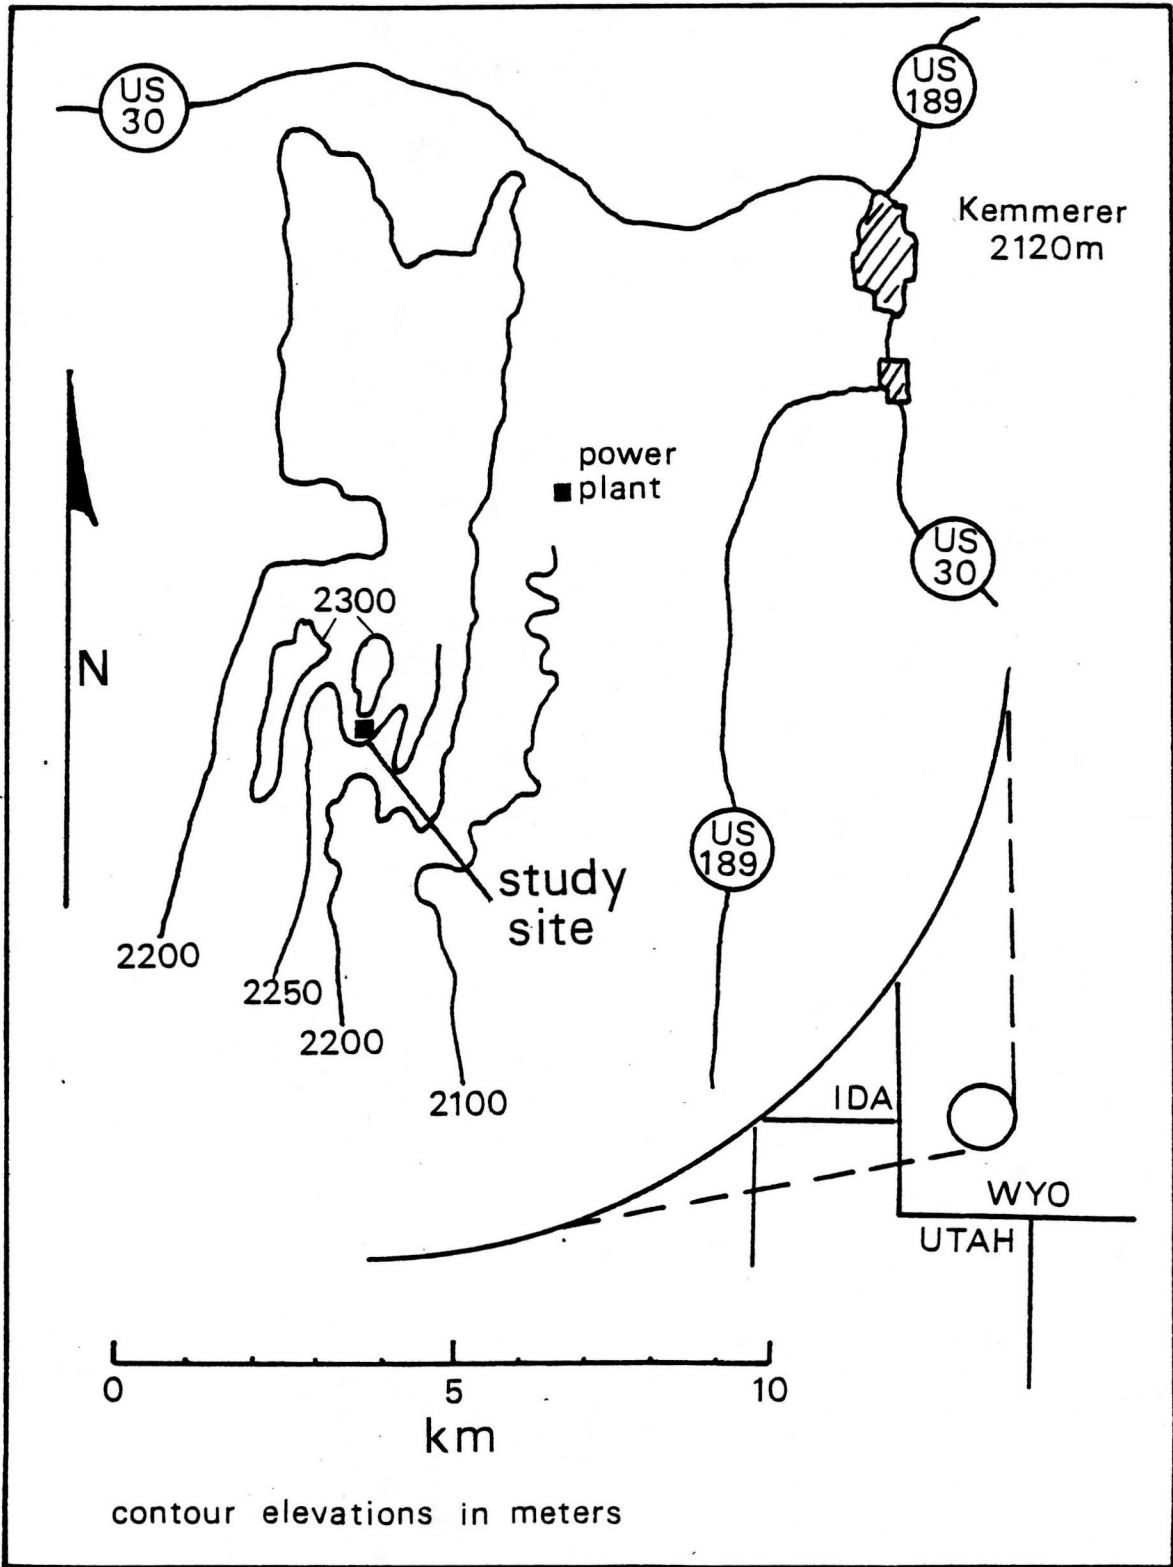 US
30
US
189
Kemmerer
2120m
power
plant
US
30
2300
N
US
189
study
site
2200
2250
2200
2100
IDA
WYO
UTAH
0
5
10
km
contour elevations in meters